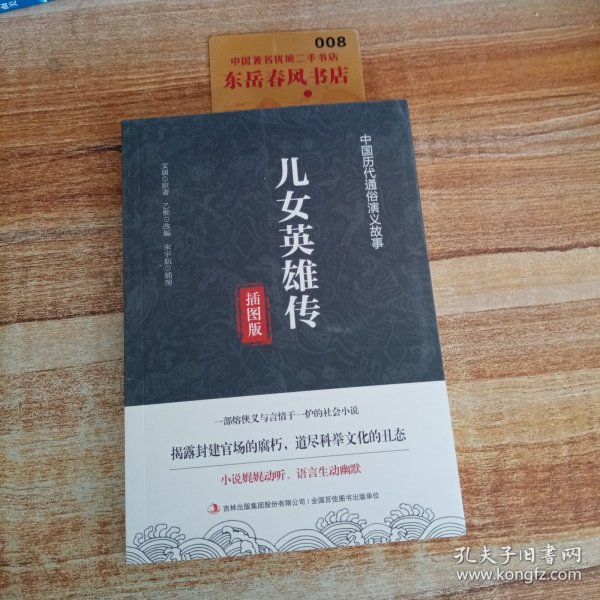 008
中国著名优质二手书店
东岳春风书店
中国历代通俗演义故事
儿女英雄传
插图版
文康◎原著 乙力◎改编 宋宇航◎插图
一部熔侠义与言情于一炉的社会小说
揭露封建官场的腐朽，道尽科举文化的丑态
小说娓娓动听、语言生动幽默
吉林出版集团股份有限公司｜全国百佳图书出版单位
孔夫子旧书网
www.kongfz.com